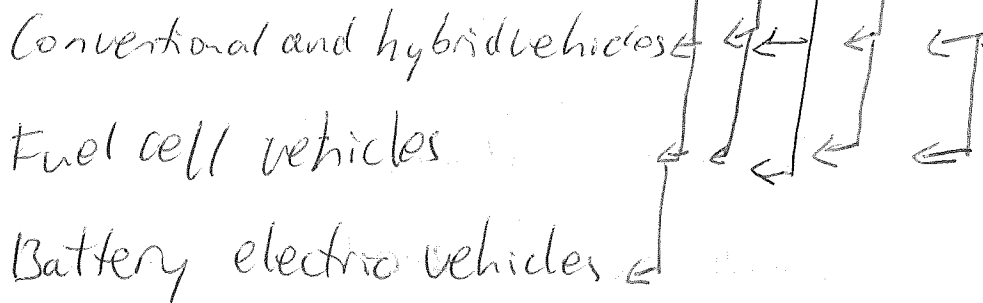 Conventional and hybrid vehicles
Fuel cell vehicles
Battery electric vehicles